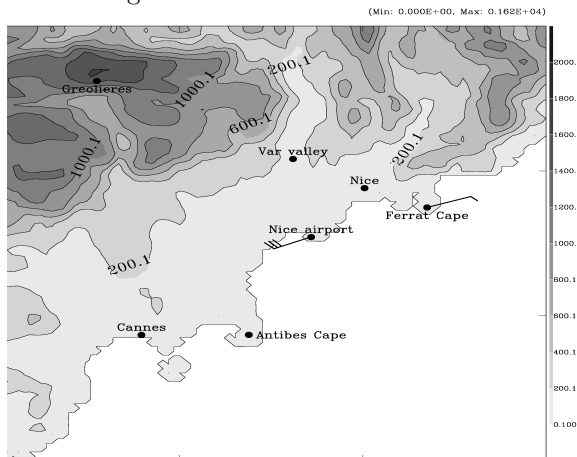 (Min: 0.000E+00, Max: 0.162E+04)
200.1
2000.
Greolieres
1000.1
1800.
1600.
600.1
Var valley
200.1
1000.1
1400.
Nice
1200.
Ferrat Cape
Nice airport
1000.
200.1
800.1
600.1
Cannes
Antibes Cape
400.1
200.1
0.100